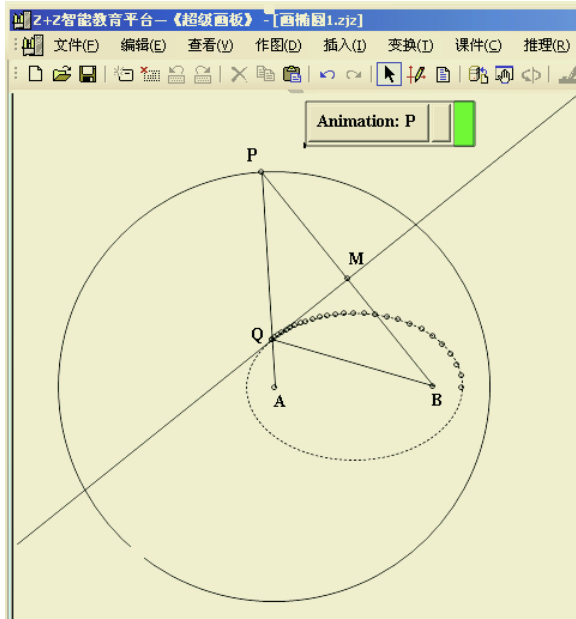 Z+Z智能教育平台—《超级画板》 - [画椭圆1.zjz]
文件(F) 编辑(E) 查看(V) 作图(D) 插入(I) 变换(T) 课件(C) 推理(R)
Animation: P
P
M
Q
A
B